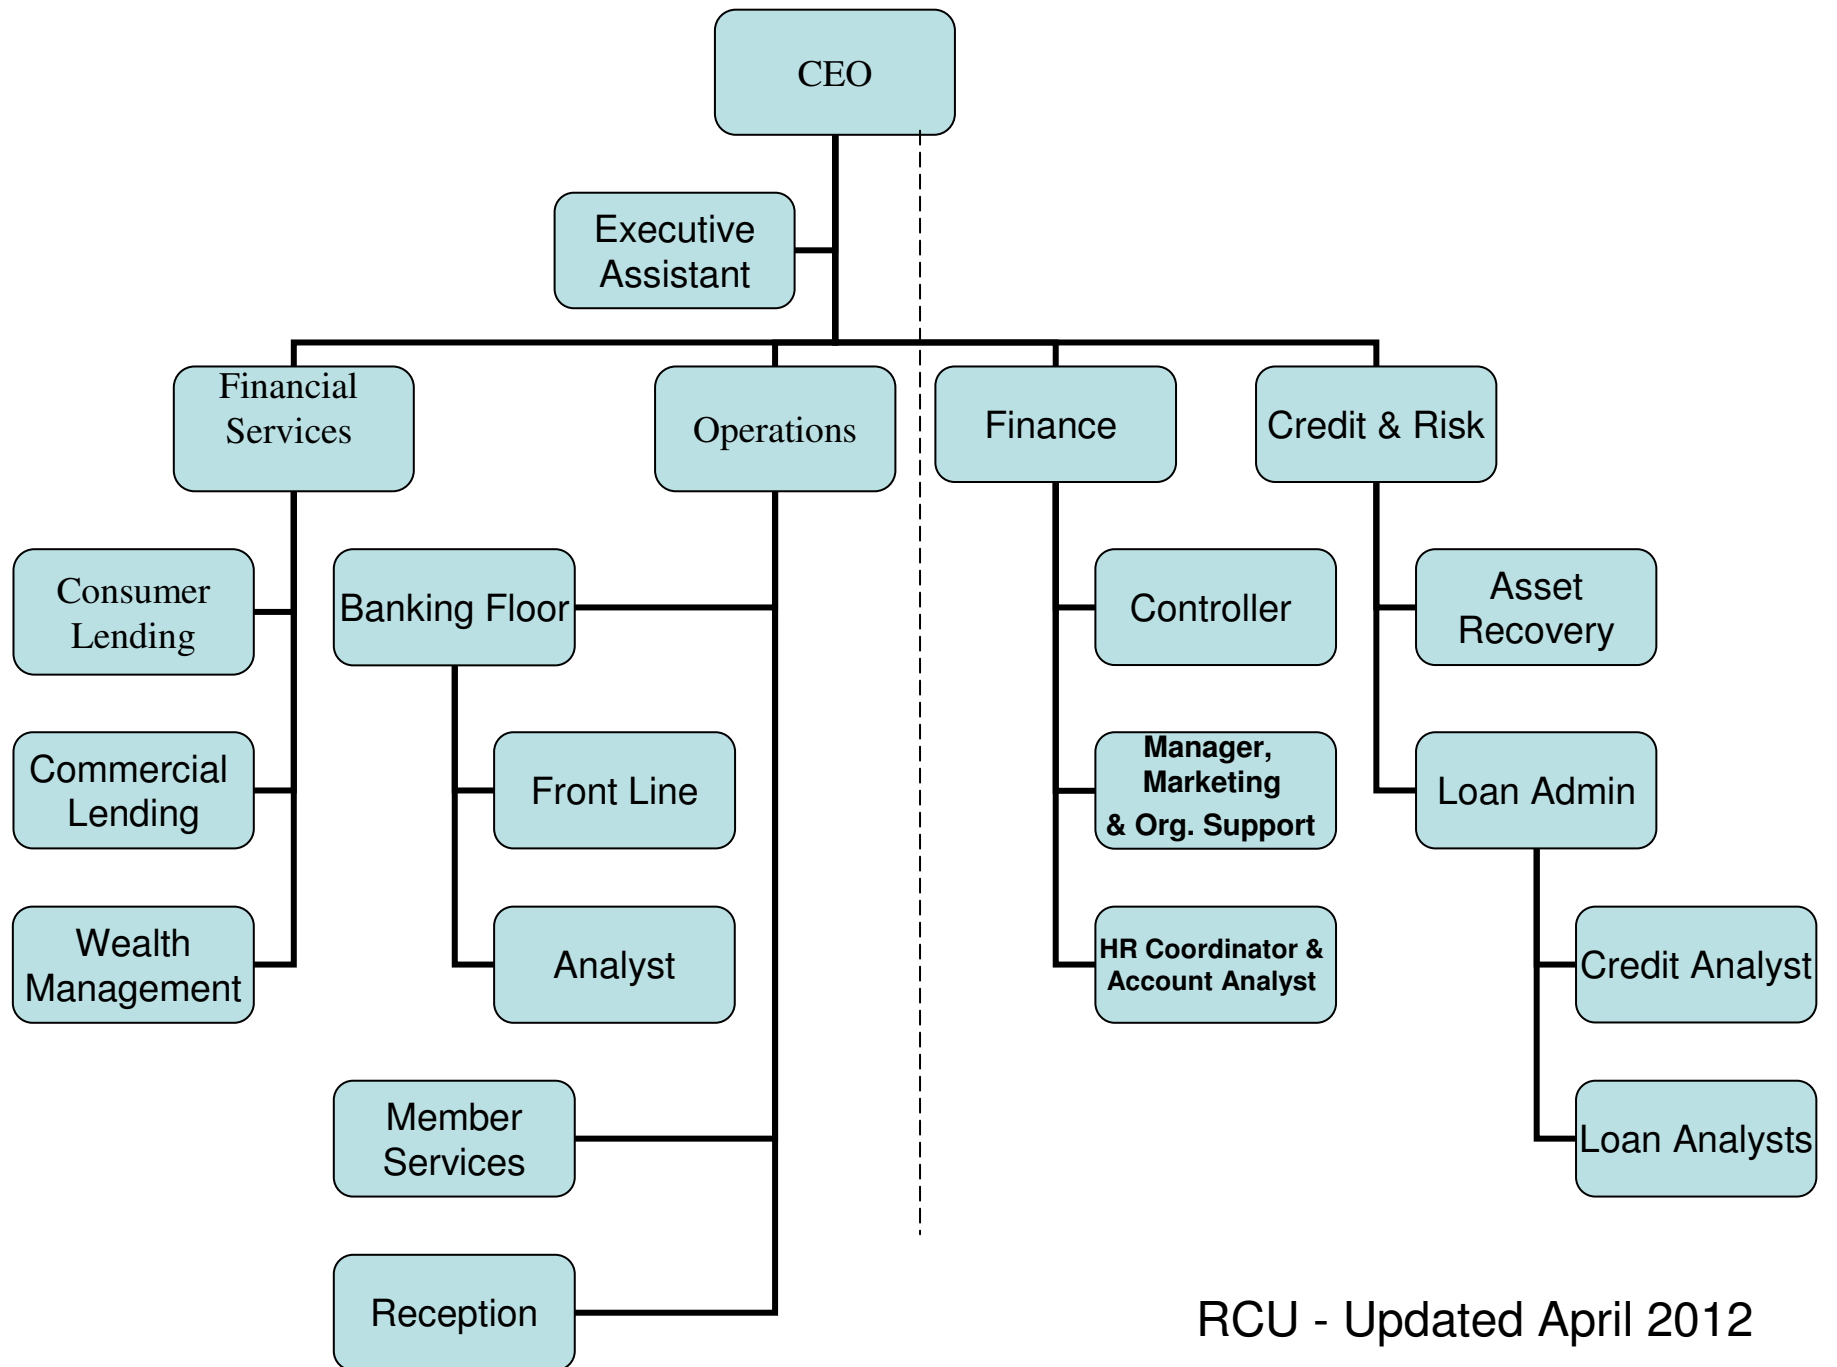 CEO
Executive
Assistant
Financial
Services
Operations
Finance
Credit & Risk
Consumer
Lending
Banking Floor
Controller
Asset
Recovery
Commercial
Lending
Front Line
Manager,
Marketing
& Org. Support
Loan Admin
Wealth
Management
Analyst
HR Coordinator &
Account Analyst
Credit Analyst
Member
Services
Loan Analysts
Reception
RCU - Updated April 2012